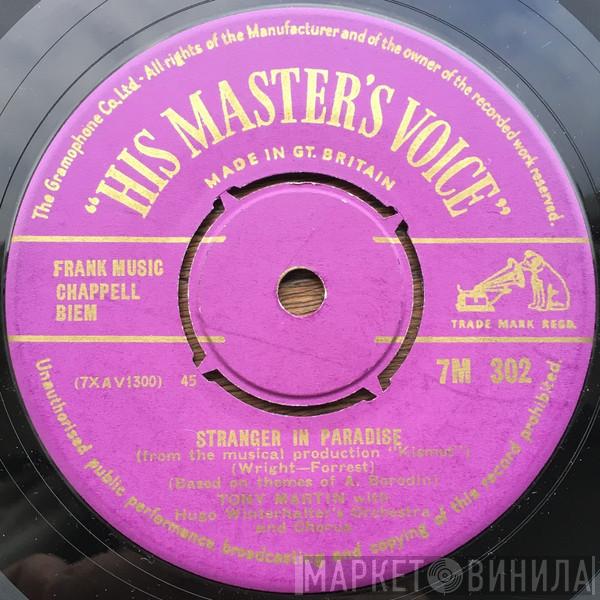 The Gramophone Co. Ltd. - All rights of the Manufacturer and of the owner of the recorded work reserved.
"HIS MASTER'S VOICE"
MADE IN GT. BRITAIN
FRANK MUSIC
CHAPPELL
BIEM
TRADE MARK REGD.
(7XAV1300) 45
7M 302
STRANGER IN PARADISE
(from the musical production "Kismet")
(Wright—Forrest)
(Based on themes of A. Borodin)
TONY MARTIN with
Hugo Winterhalter's Orchestra
and Chorus
Unauthorised public performance, broadcasting and copying of this record prohibited.
МАРКЕТ ВИНИЛА